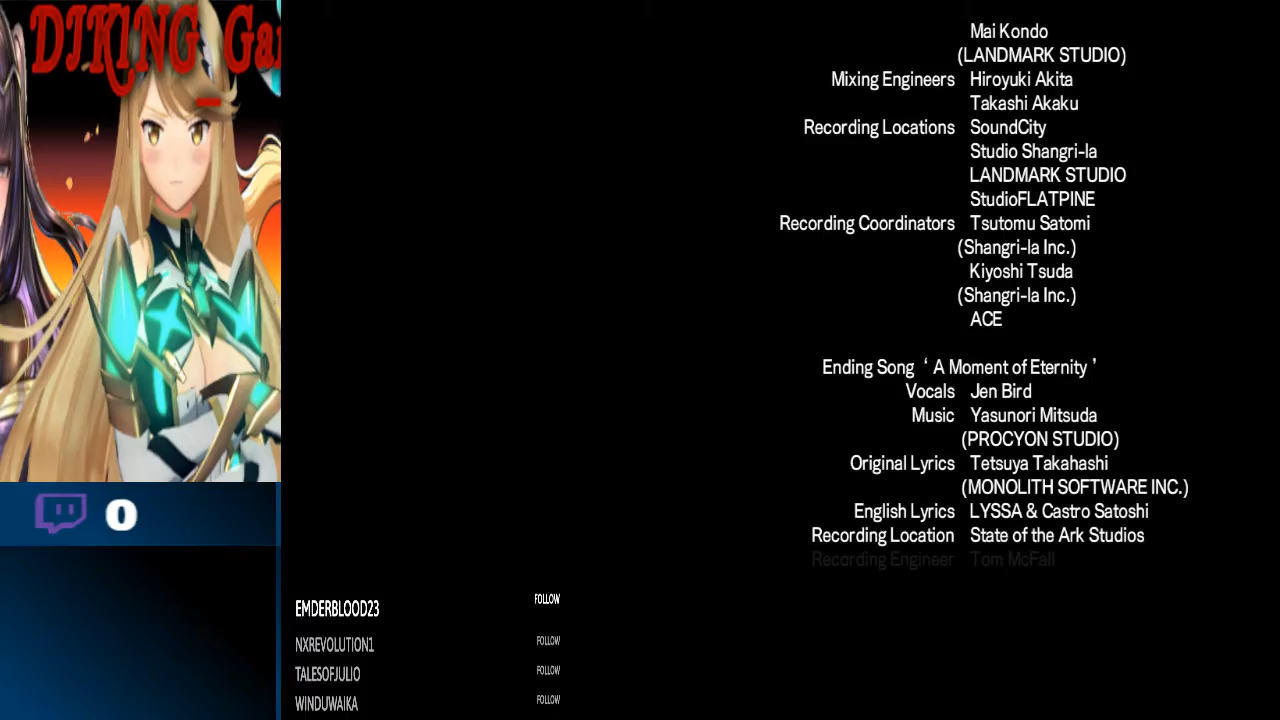 DJKING_Gar
Mai Kondo
(LANDMARK STUDIO)
Mixing Engineers Hiroyuki Akita
Takashi Akaku
Recording Locations SoundCity
Studio Shangri-la
LANDMARK STUDIO
StudioFLATPINE
Recording Coordinators Tsutomu Satomi
(Shangri-la Inc.)
Kiyoshi Tsuda
(Shangri-la Inc.)
ACE
Ending Song ‘ A Moment of Eternity ’
Vocals Jen Bird
Music Yasunori Mitsuda
(PROCYON STUDIO)
Original Lyrics Tetsuya Takahashi
(MONOLITH SOFTWARE INC.)
English Lyrics LYSSA & Castro Satoshi
Recording Location State of the Ark Studios
Recording Engineer Tom McFall
0
EMDERBLOOD23 FOLLOW
NXREVOLUTION1 FOLLOW
TALESOFJULIO FOLLOW
WINDUWAIKA FOLLOW